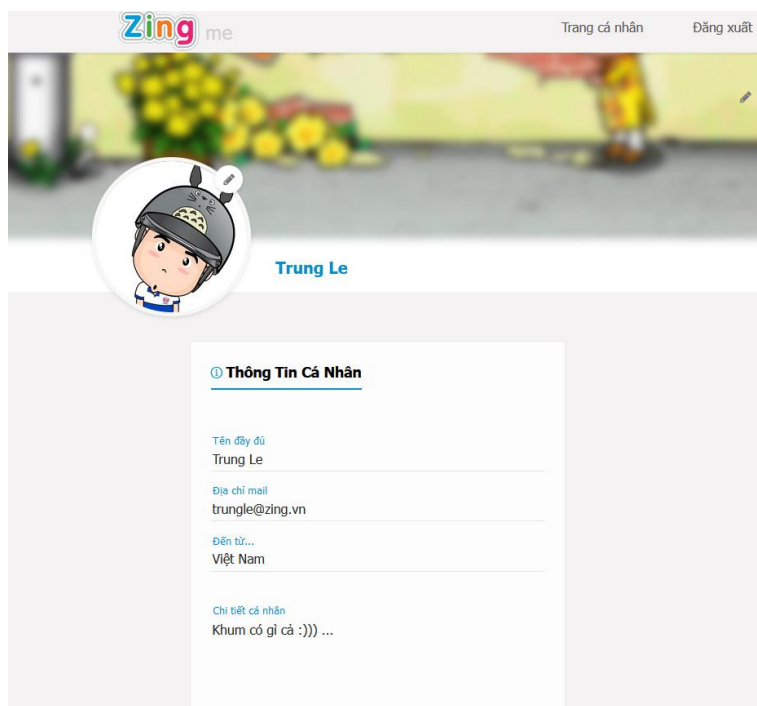 Zing me
Trang cá nhân
Đăng xuất
Trung Le
Thông Tin Cá Nhân
Tên đầy đủ
Trung Le
Địa chỉ mail
trungle@zing.vn
Đến từ...
Việt Nam
Chi tiết cá nhân
Khum có gì cả :))) ...